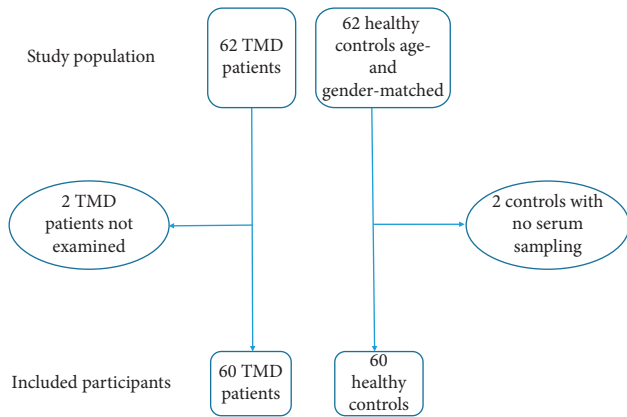 Study population
62 TMD
patients
62 healthy
controls age-
and
gender-matched
2 TMD
patients not
examined
2 controls with
no serum
sampling
Included participants
60 TMD
patients
60
healthy
controls